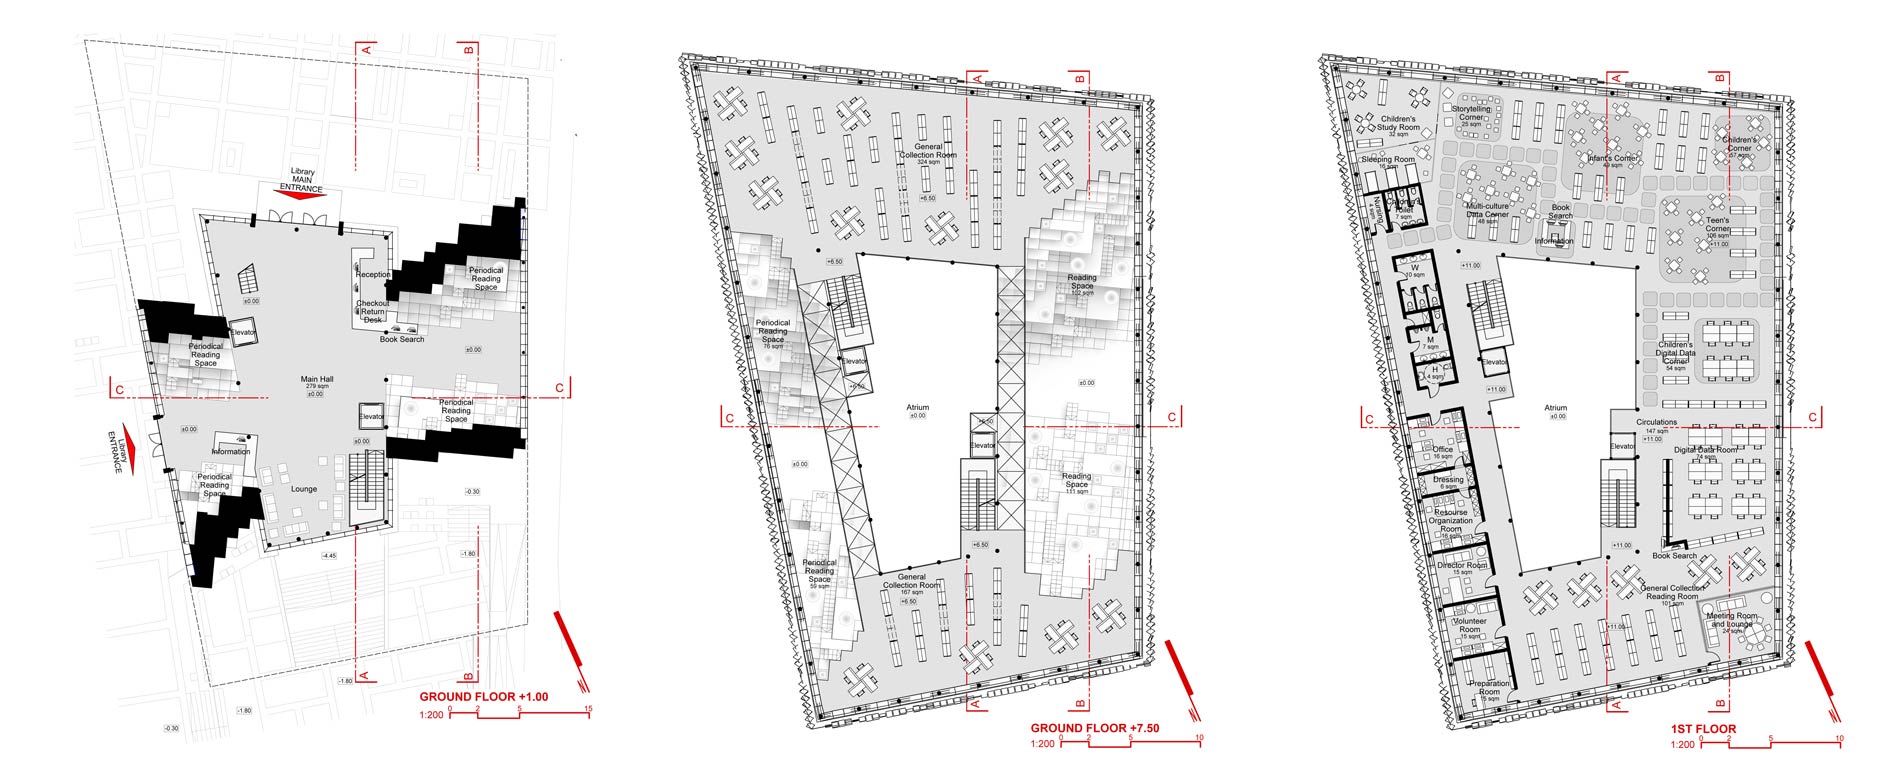 A
B
Library
MAIN
ENTRANCE
Reception
Periodical
Reading
Space
±0.00
Checkout
Return
Desk
Elevator
Book Search
±0.00
Periodical
Reading
Space
Main Hall
279 sqm
±0.00
C
C
Periodical
Reading
Space
Elevator
±0.00
±0.00
Library
ENTRANCE
Information
Periodical
Reading
Space
Lounge
-0.30
-4.45
-1.80
A
B
-1.80
-1.80
-0.30
N
GROUND FLOOR +1.00
1:200
0
2
5
15
A
B
General
Collection Room
324 sqm
+6.50
+6.50
Reading
Space
102 sqm
Periodical
Reading Space
76 sqm
Elevator
+6.50
±0.00
Atrium
±0.00
C
C
+6.50
Elevator
±0.00
Reading
Space
111 sqm
+6.50
Periodical
Reading
Space
59 sqm
General
Collection Room
167 sqm
+6.50
A
B
N
GROUND FLOOR +7.50
1:200
0
2
5
10
A
B
Storytelling
Corner
25 sqm
Children's
Study Room
32 sqm
Infant's Corner
Children's
Corner
57 sqm
Sleeping Room
16 sqm
Nursing
4 sqm
Children's
Toilet
7 sqm
Multi-culture
Data Corner
48 sqm
Book
Search
Information
Teen's
Corner
106 sqm
+11.00
W
10 sqm
+11.00
M
7 sqm
H
4 sqm
Elevator
+11.00
Children's
Digital Data
Corner
54 sqm
Atrium
±0.00
C
C
Circulations
147 sqm
+11.00
Office
16 sqm
Elevator
Digital Data Room
74 sqm
Dressing
6 sqm
Resourse
Organization
Room
16 sqm
+11.00
Book Search
Director Room
15 sqm
General Collection
Reading Room
101 sqm
Volunteer
Room
15 sqm
+11.00
Meeting Room
and Lounge
24 sqm
Preparation
Room
15 sqm
A
B
N
1ST FLOOR
1:200
0
2
5
10